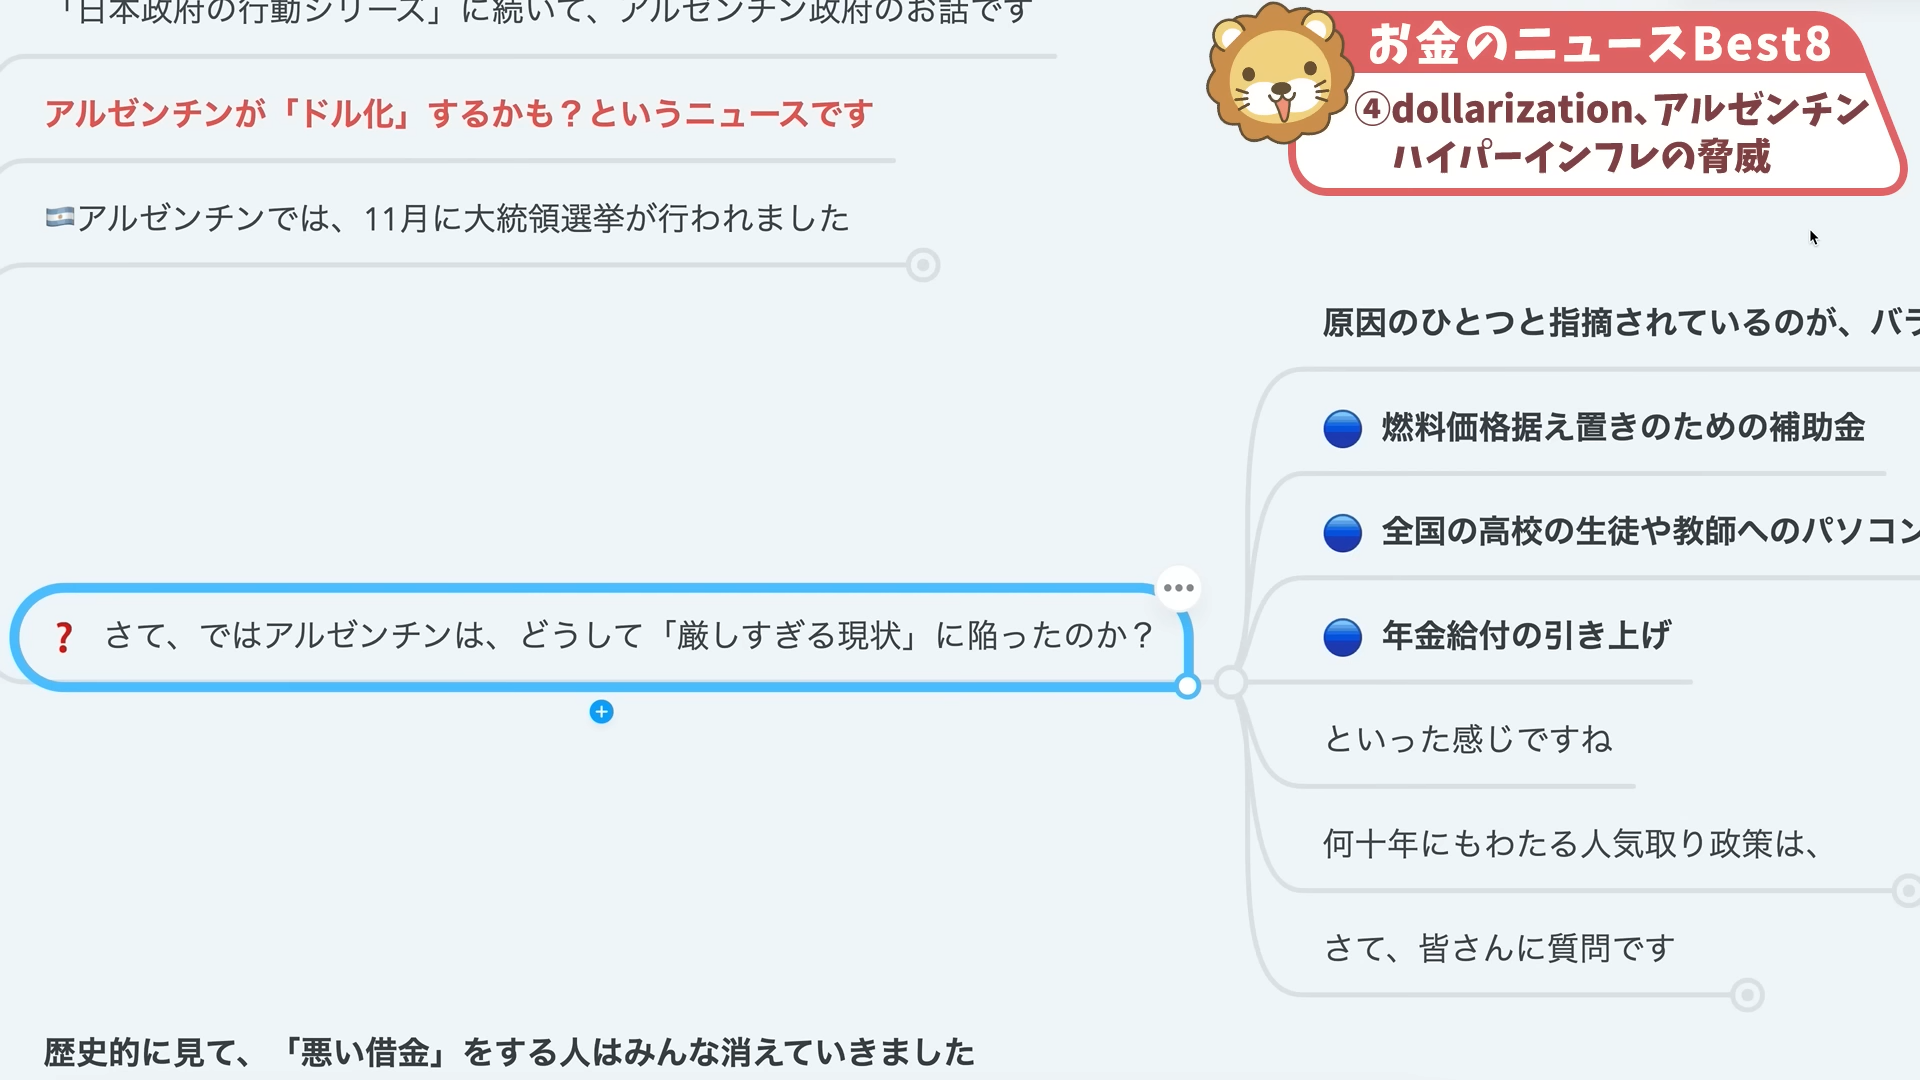 「日本政府の行動シリーズ」に続いて、アルゼンチン政府のお話です
お金のニュースBest8
④dollarization、アルゼンチン
ハイパーインフレの脅威
アルゼンチンが「ドル化」するかも？というニュースです
アルゼンチンでは、11月に大統領選挙が行われました
原因のひとつと指摘されているのが、バラ
燃料価格据え置きのための補助金
全国の高校の生徒や教師へのパソコン
❓ さて、ではアルゼンチンは、どうして「厳しすぎる現状」に陥ったのか？
年金給付の引き上げ
といった感じですね
何十年にもわたる人気取り政策は、
さて、皆さんに質問です
歴史的に見て、「悪い借金」をする人はみんな消えていきました